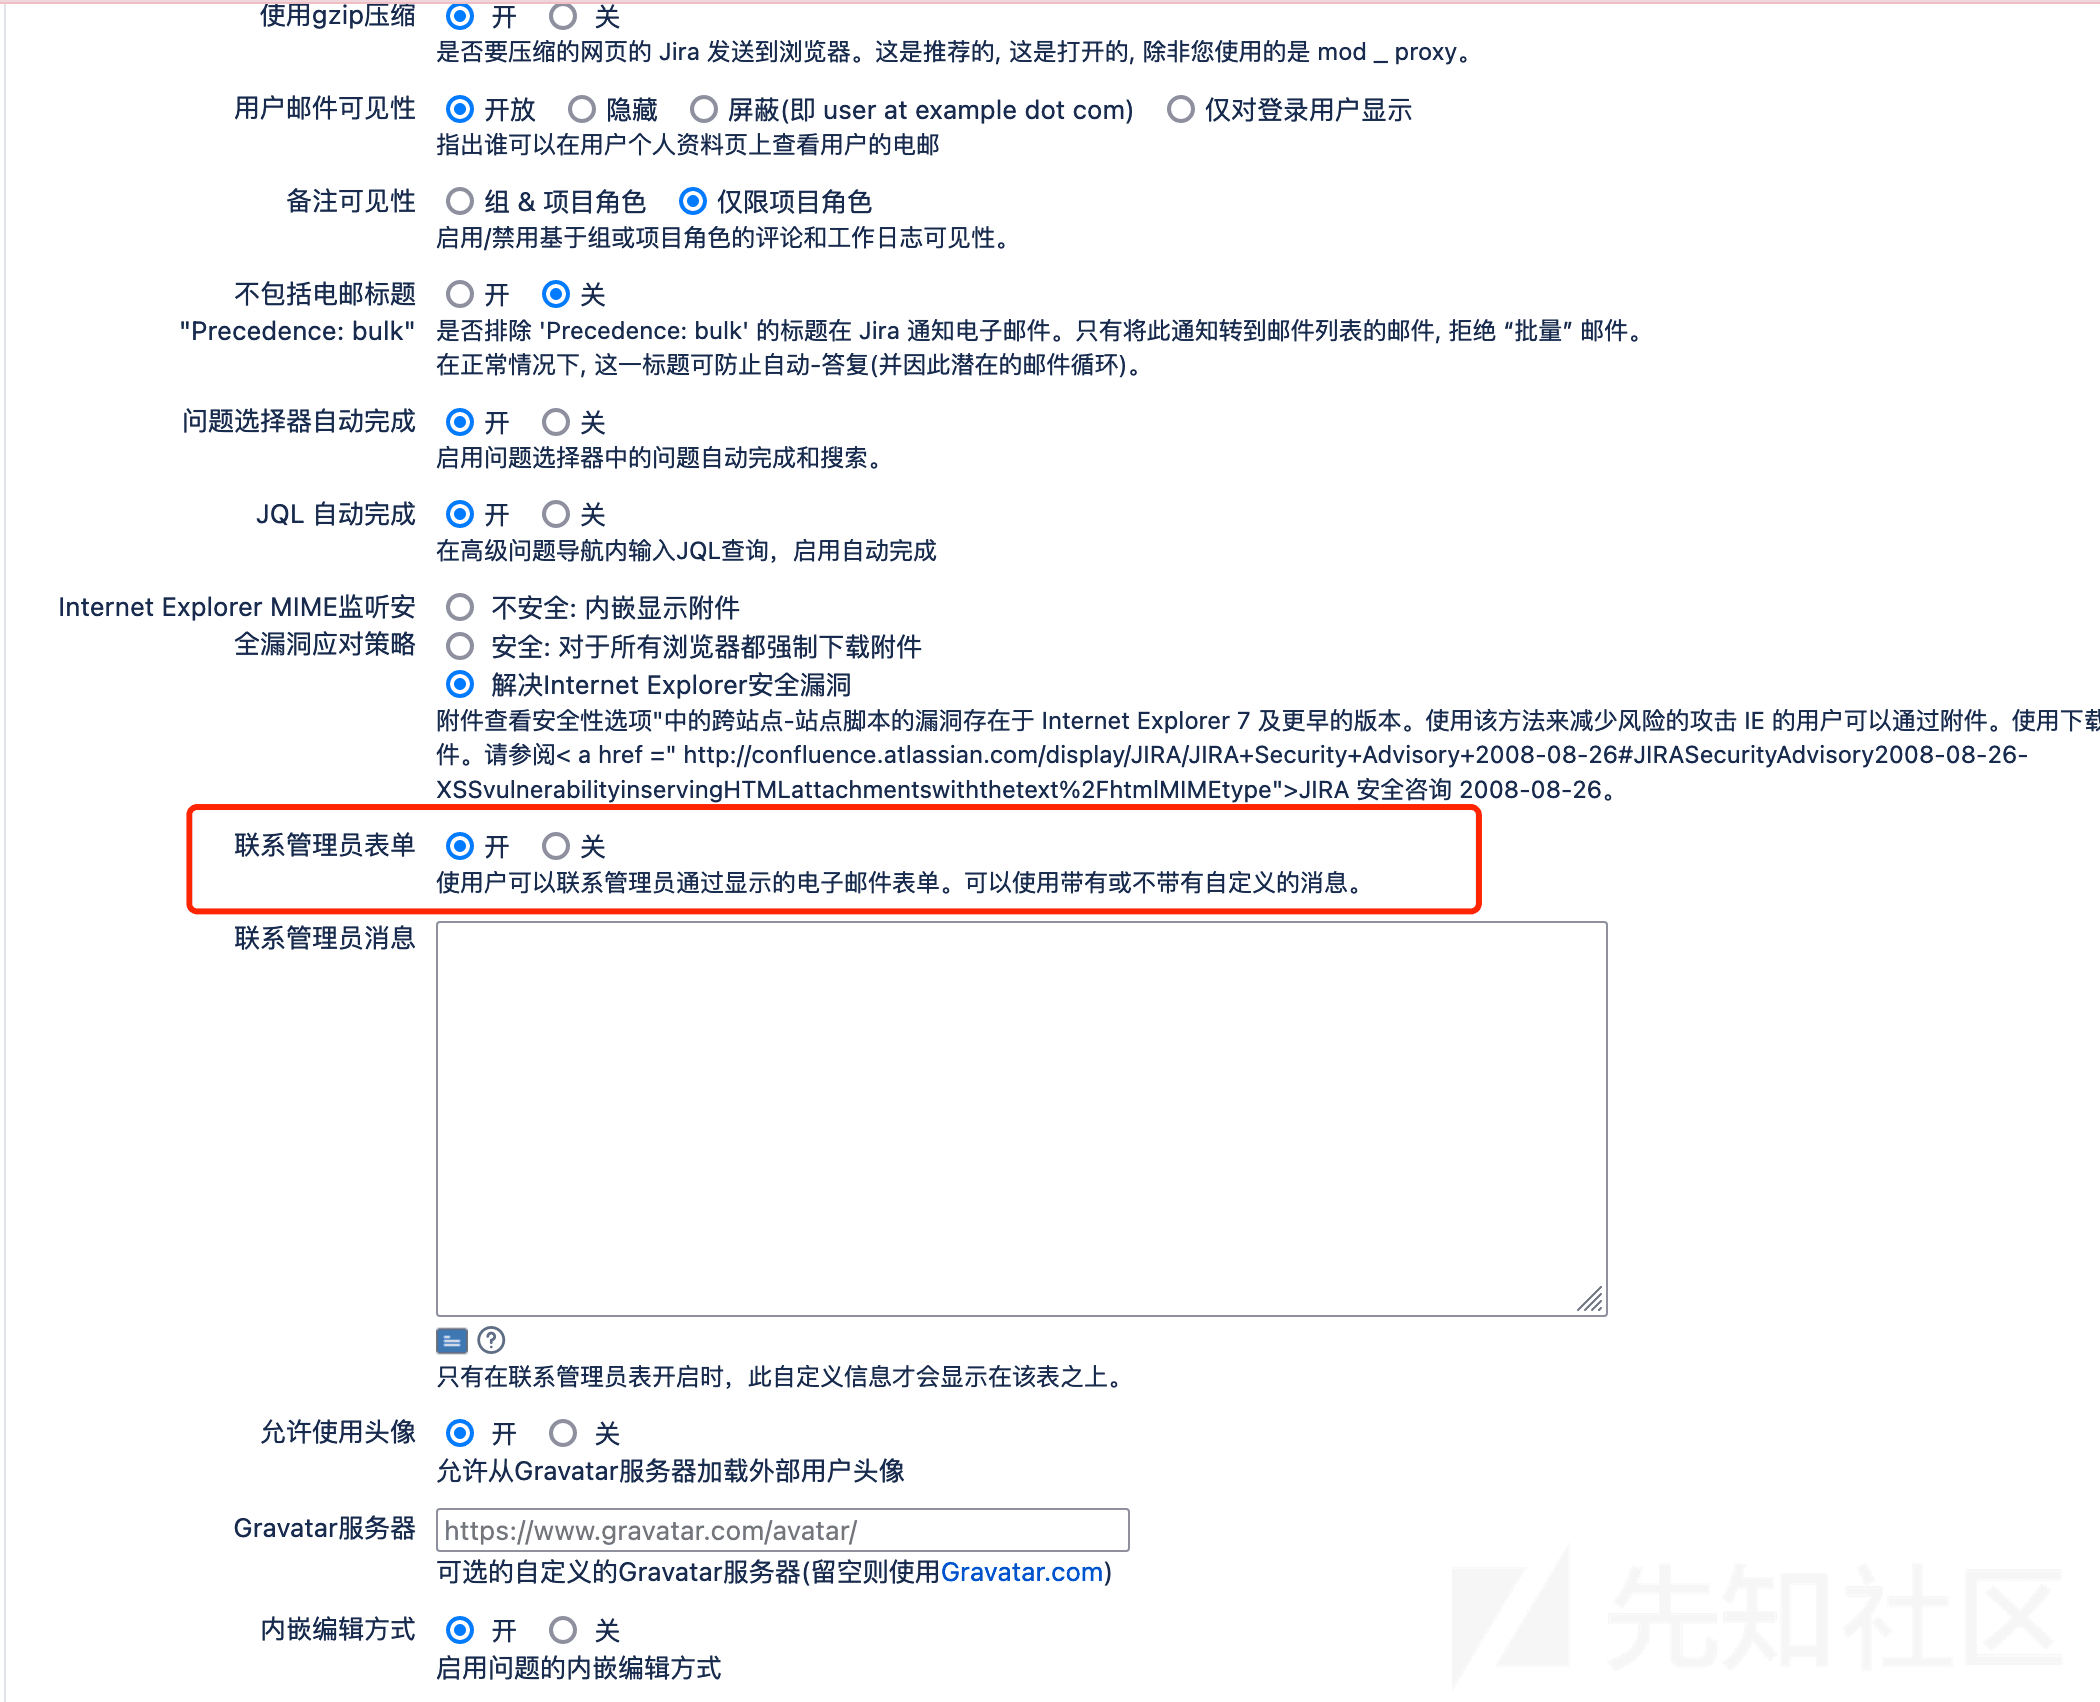 使用gzip压缩 开 关
是否要压缩的网页的 Jira 发送到浏览器。这是推荐的, 这是打开的, 除非您使用的是 mod _ proxy。
用户邮件可见性 开放 隐藏 屏蔽(即 user at example dot com) 仅对登录用户显示
指出谁可以在用户个人资料页上查看用户的电邮
备注可见性 组 & 项目角色 仅限项目角色
启用/禁用基于组或项目角色的评论和工作日志可见性。
不包括电邮标题 开 关
"Precedence: bulk" 是否排除 'Precedence: bulk' 的标题在 Jira 通知电子邮件。只有将此通知转到邮件列表的邮件, 拒绝 “批量” 邮件。
在正常情况下, 这一标题可防止自动-答复(并因此潜在的邮件循环)。
问题选择器自动完成 开 关
启用问题选择器中的问题自动完成和搜索。
JQL 自动完成 开 关
在高级问题导航内输入JQL查询，启用自动完成
Internet Explorer MIME监听安 不安全: 内嵌显示附件
全漏洞应对策略 安全: 对于所有浏览器都强制下载附件
解决Internet Explorer安全漏洞
附件查看安全性选项"中的跨站点-站点脚本的漏洞存在于 Internet Explorer 7 及更早的版本。使用该方法来减少风险的攻击 IE 的用户可以通过附件。使用下载
件。请参阅< a href =" http://confluence.atlassian.com/display/JIRA/JIRA+Security+Advisory+2008-08-26#JIRASecurityAdvisory2008-08-26-
XSSvulnerabilityinservingHTMLattachmentswiththetext%2FhtmlMIMEtype">JIRA 安全咨询 2008-08-26。
联系管理员表单 开 关
使用户可以联系管理员通过显示的电子邮件表单。可以使用带有或不带有自定义的消息。
联系管理员消息
只有在联系管理员表开启时，此自定义信息才会显示在该表之上。
允许使用头像 开 关
允许从Gravatar服务器加载外部用户头像
Gravatar服务器 https://www.gravatar.com/avatar/
可选的自定义的Gravatar服务器(留空则使用Gravatar.com)
内嵌编辑方式 开 关
启用问题的内嵌编辑方式
先知社区